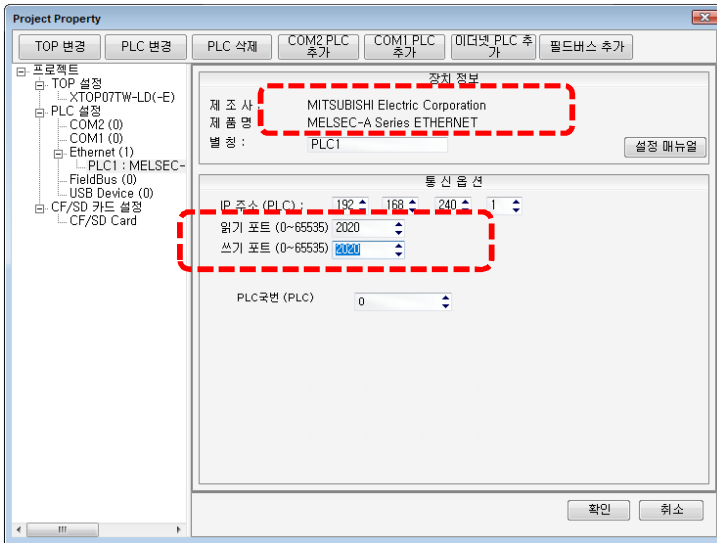 Project Property
TOP 변경 PLC 변경 PLC 삭제 COM2 PLC 추가 COM1 PLC 추가 이더넷 PLC 추가 필드버스 추가
프로젝트
TOP 설정
XTOP07TW-LD(-E)
PLC 설정
COM2 (0)
COM1 (0)
Ethernet (1)
PLC1 : MELSEC-
FieldBus (0)
USB Device (0)
CF/SD 카드 설정
CF/SD Card
장치 정보
제 조 사 : MITSUBISHI Electric Corporation
제 품 명 MELSEC-A Series ETHERNET
별 칭 : PLC1
설정 매뉴얼
통 신 옵 션
IP 주소 (PLC) : 192 168 240 1
읽기 포트 (0~65535) 2020
쓰기 포트 (0~65535) 2020
PLC국번 (PLC) 0
확인 취소